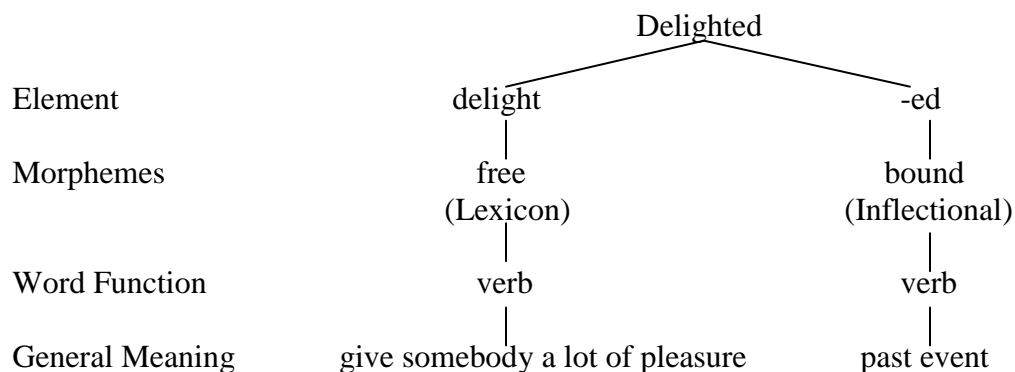 Delighted
Element delight -ed
Morphemes free bound
(Lexicon) (Inflectional)
Word Function verb verb
General Meaning give somebody a lot of pleasure past event